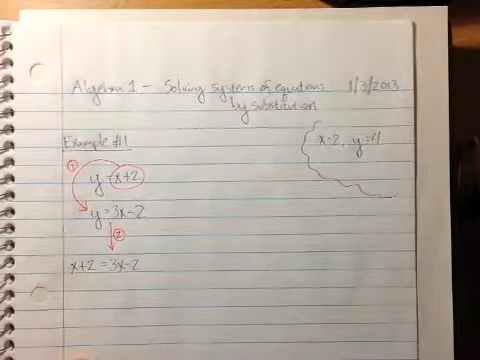 Algebra 1 - Solving systems of equations 1/3/2013
by substitution
Example #1
x=2, y=4
①
y=x+2
y=3x-2
②
x+2=3x-2